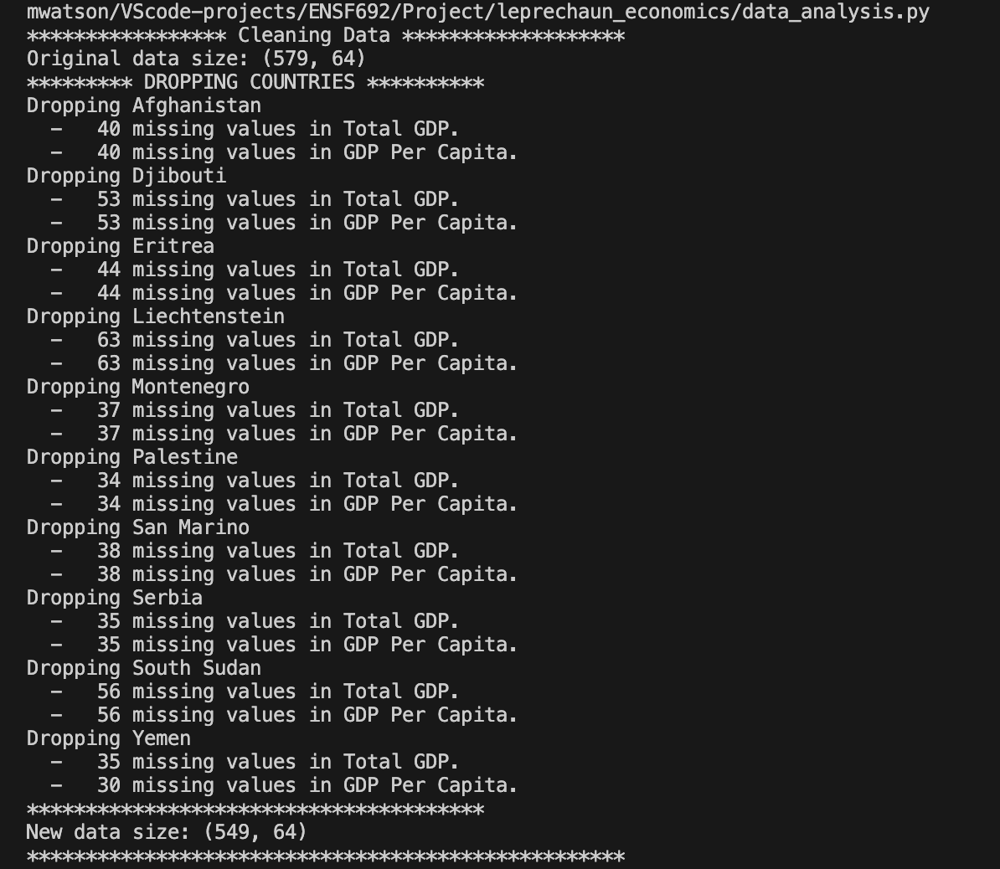 mwatson/VScode-projects/ENSF692/Project/leprechaun_economics/data_analysis.py
***************** Cleaning Data *******************
Original data size: (579, 64)
********* DROPPING COUNTRIES **********
Dropping Afghanistan
  -   40 missing values in Total GDP.
  -   40 missing values in GDP Per Capita.
Dropping Djibouti
  -   53 missing values in Total GDP.
  -   53 missing values in GDP Per Capita.
Dropping Eritrea
  -   44 missing values in Total GDP.
  -   44 missing values in GDP Per Capita.
Dropping Liechtenstein
  -   63 missing values in Total GDP.
  -   63 missing values in GDP Per Capita.
Dropping Montenegro
  -   37 missing values in Total GDP.
  -   37 missing values in GDP Per Capita.
Dropping Palestine
  -   34 missing values in Total GDP.
  -   34 missing values in GDP Per Capita.
Dropping San Marino
  -   38 missing values in Total GDP.
  -   38 missing values in GDP Per Capita.
Dropping Serbia
  -   35 missing values in Total GDP.
  -   35 missing values in GDP Per Capita.
Dropping South Sudan
  -   56 missing values in Total GDP.
  -   56 missing values in GDP Per Capita.
Dropping Yemen
  -   35 missing values in Total GDP.
  -   30 missing values in GDP Per Capita.
***************************************
New data size: (549, 64)
***************************************************